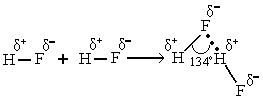 δ⁻
δ⁺ δ⁻ δ⁺ δ⁻ F
H—F + H—F ⟶ δ⁺ H 134° H δ⁺
F δ⁻